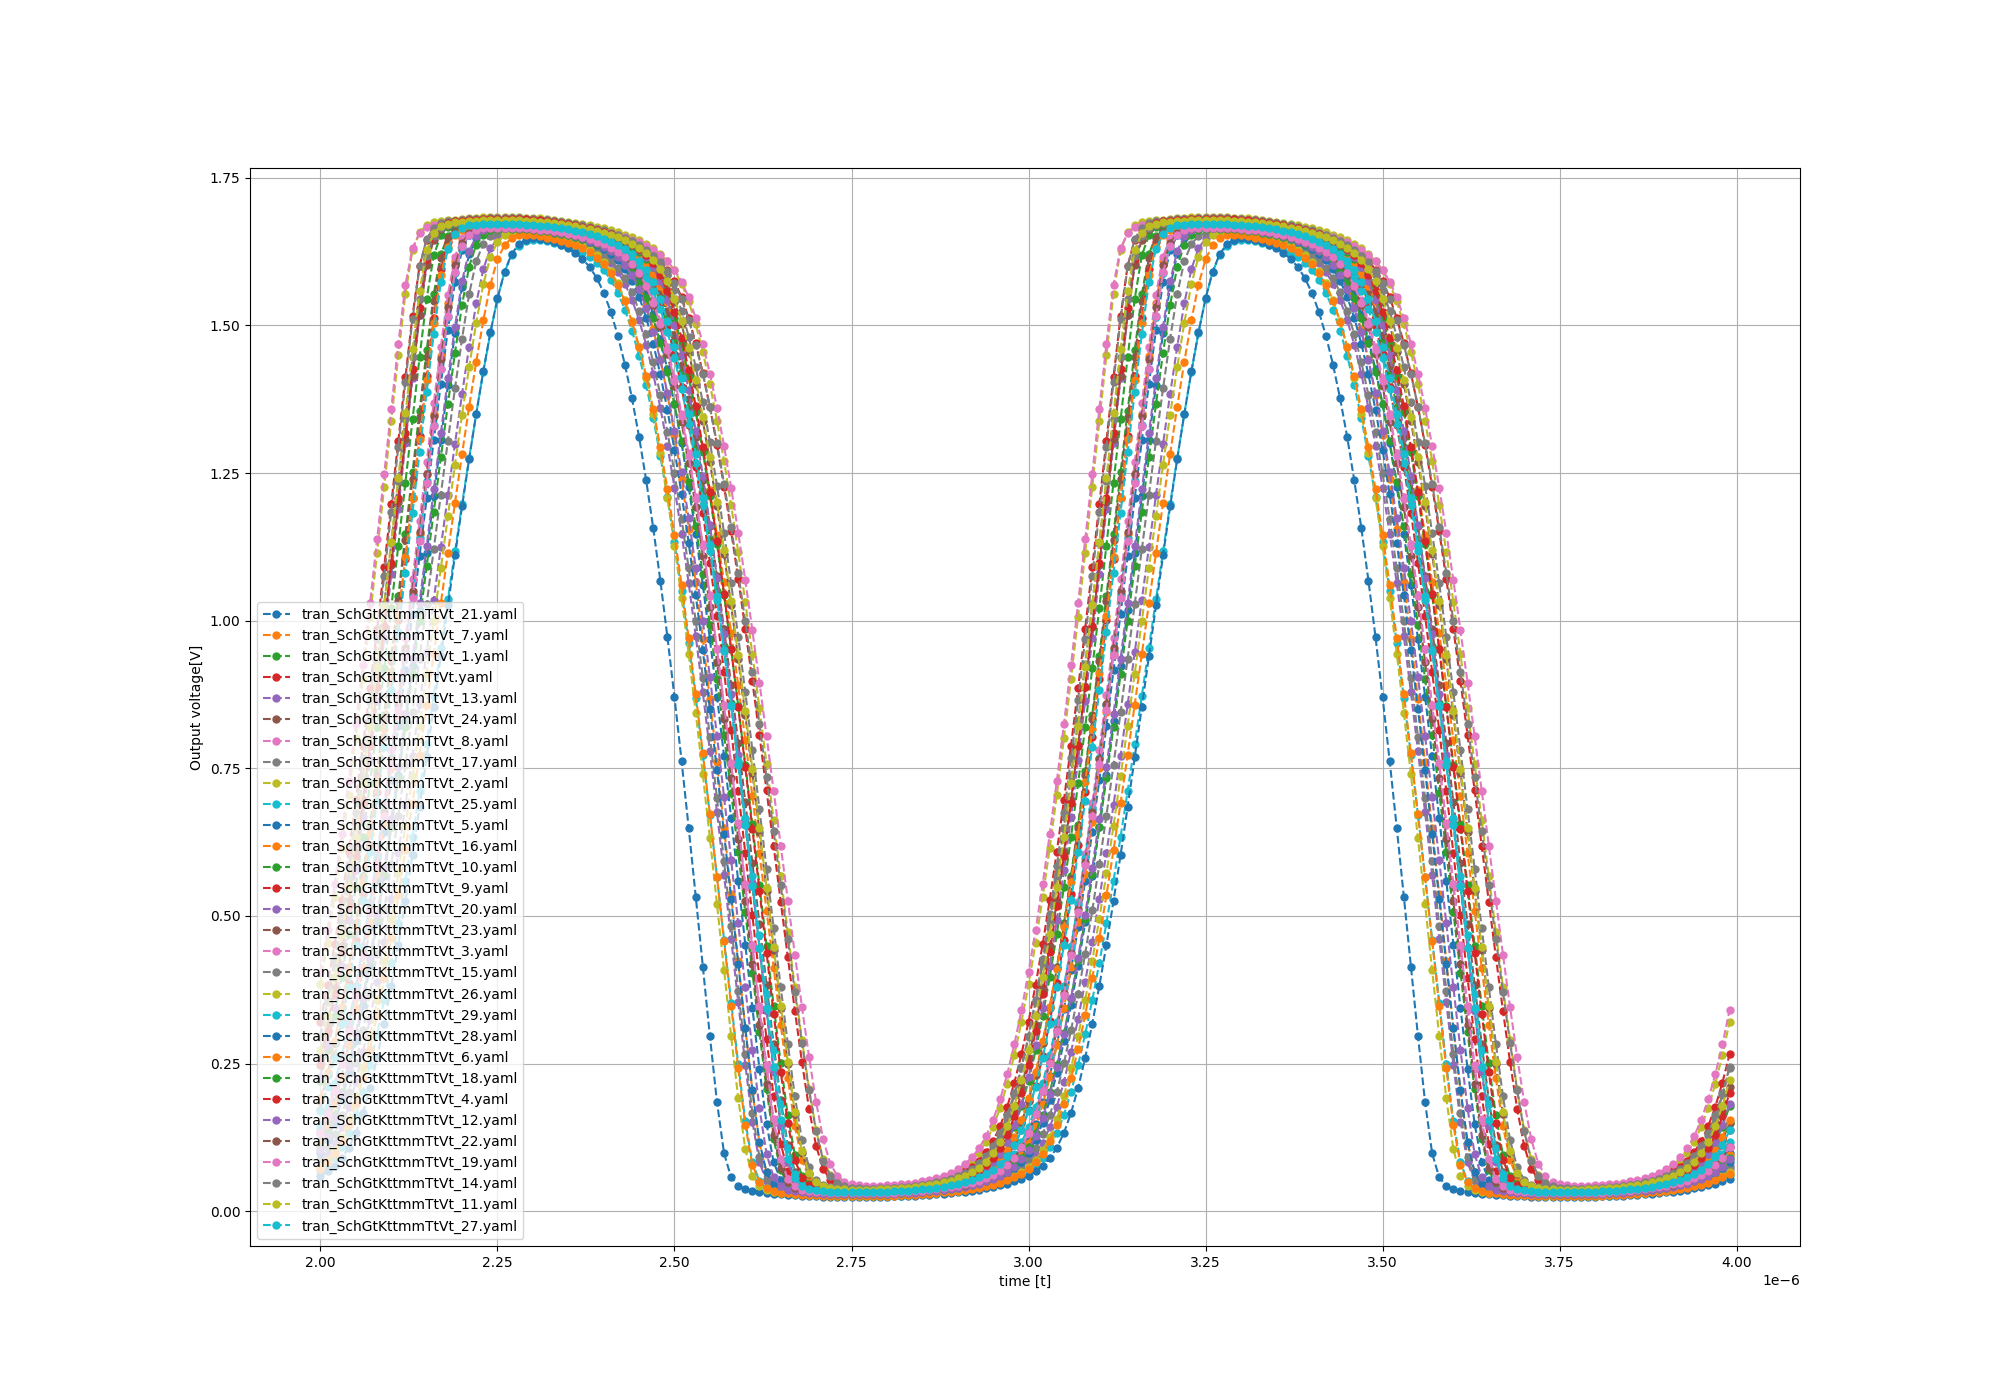 1.75
1.50
1.25
1.00
0.75
0.50
0.25
0.00
Output voltage[V]
tran_SchGtKttmmTtVt_21.yaml
tran_SchGtKttmmTtVt_7.yaml
tran_SchGtKttmmTtVt_1.yaml
tran_SchGtKttmmTtVt.yaml
tran_SchGtKttmmTtVt_13.yaml
tran_SchGtKttmmTtVt_24.yaml
tran_SchGtKttmmTtVt_8.yaml
tran_SchGtKttmmTtVt_17.yaml
tran_SchGtKttmmTtVt_2.yaml
tran_SchGtKttmmTtVt_25.yaml
tran_SchGtKttmmTtVt_5.yaml
tran_SchGtKttmmTtVt_16.yaml
tran_SchGtKttmmTtVt_10.yaml
tran_SchGtKttmmTtVt_9.yaml
tran_SchGtKttmmTtVt_20.yaml
tran_SchGtKttmmTtVt_23.yaml
tran_SchGtKttmmTtVt_3.yaml
tran_SchGtKttmmTtVt_15.yaml
tran_SchGtKttmmTtVt_26.yaml
tran_SchGtKttmmTtVt_29.yaml
tran_SchGtKttmmTtVt_28.yaml
tran_SchGtKttmmTtVt_6.yaml
tran_SchGtKttmmTtVt_18.yaml
tran_SchGtKttmmTtVt_4.yaml
tran_SchGtKttmmTtVt_12.yaml
tran_SchGtKttmmTtVt_22.yaml
tran_SchGtKttmmTtVt_19.yaml
tran_SchGtKttmmTtVt_14.yaml
tran_SchGtKttmmTtVt_11.yaml
tran_SchGtKttmmTtVt_27.yaml
2.00 2.25 2.50 2.75 3.00 3.25 3.50 3.75 4.00
time [t]
1e−6